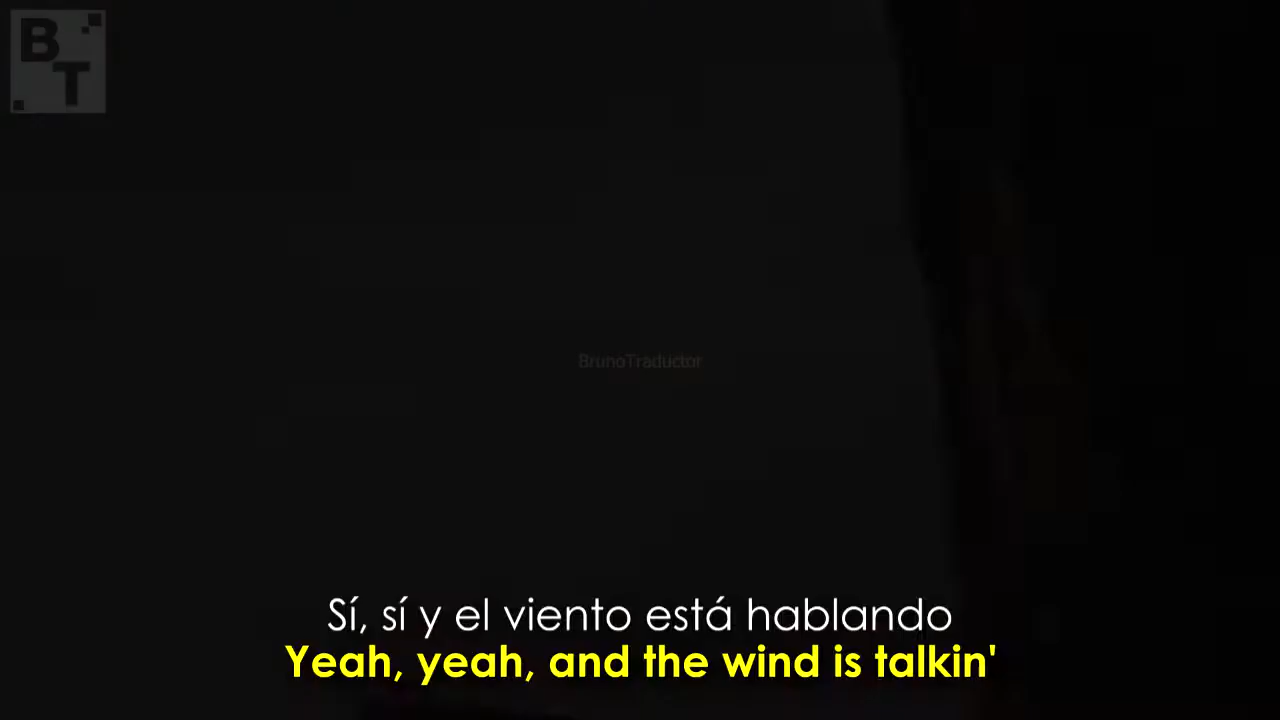 B
T
BrunoTraductor
Sí, sí y el viento está hablando
Yeah, yeah, and the wind is talkin'